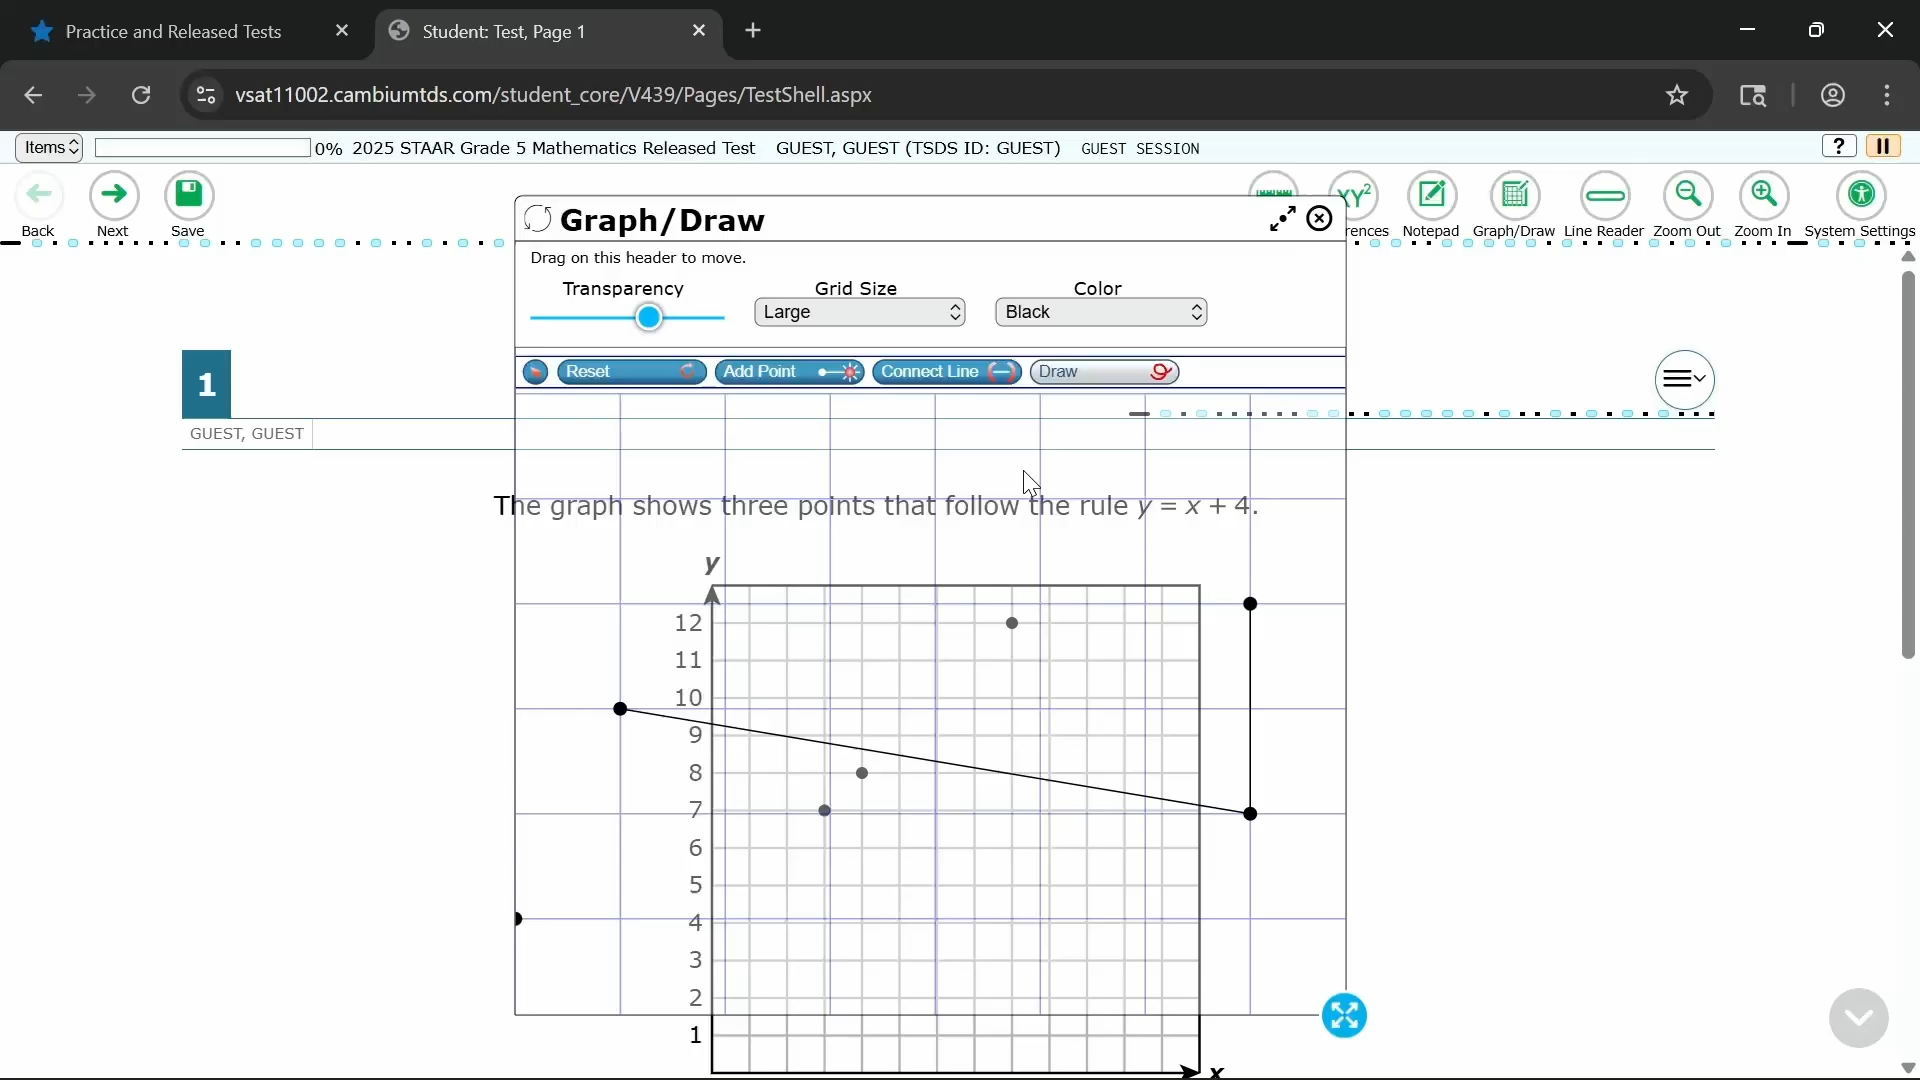 Practice and Released Tests
Student: Test, Page 1
vsat11002.cambiumtds.com/student_core/V439/Pages/TestShell.aspx
Items 0% 2025 STAAR Grade 5 Mathematics Released Test GUEST, GUEST (TSDS ID: GUEST) GUEST SESSION ?
XY²
Back Next Save rences Notepad Graph/Draw Line Reader Zoom Out Zoom In System Settings
Graph/Draw
Drag on this header to move.
Transparency Grid Size Color
Large Black
Reset Add Point Connect Line Draw
1
GUEST, GUEST
The graph shows three points that follow the rule y = x + 4.
y
12
11
10
9
8
7
6
5
4
3
2
1
x